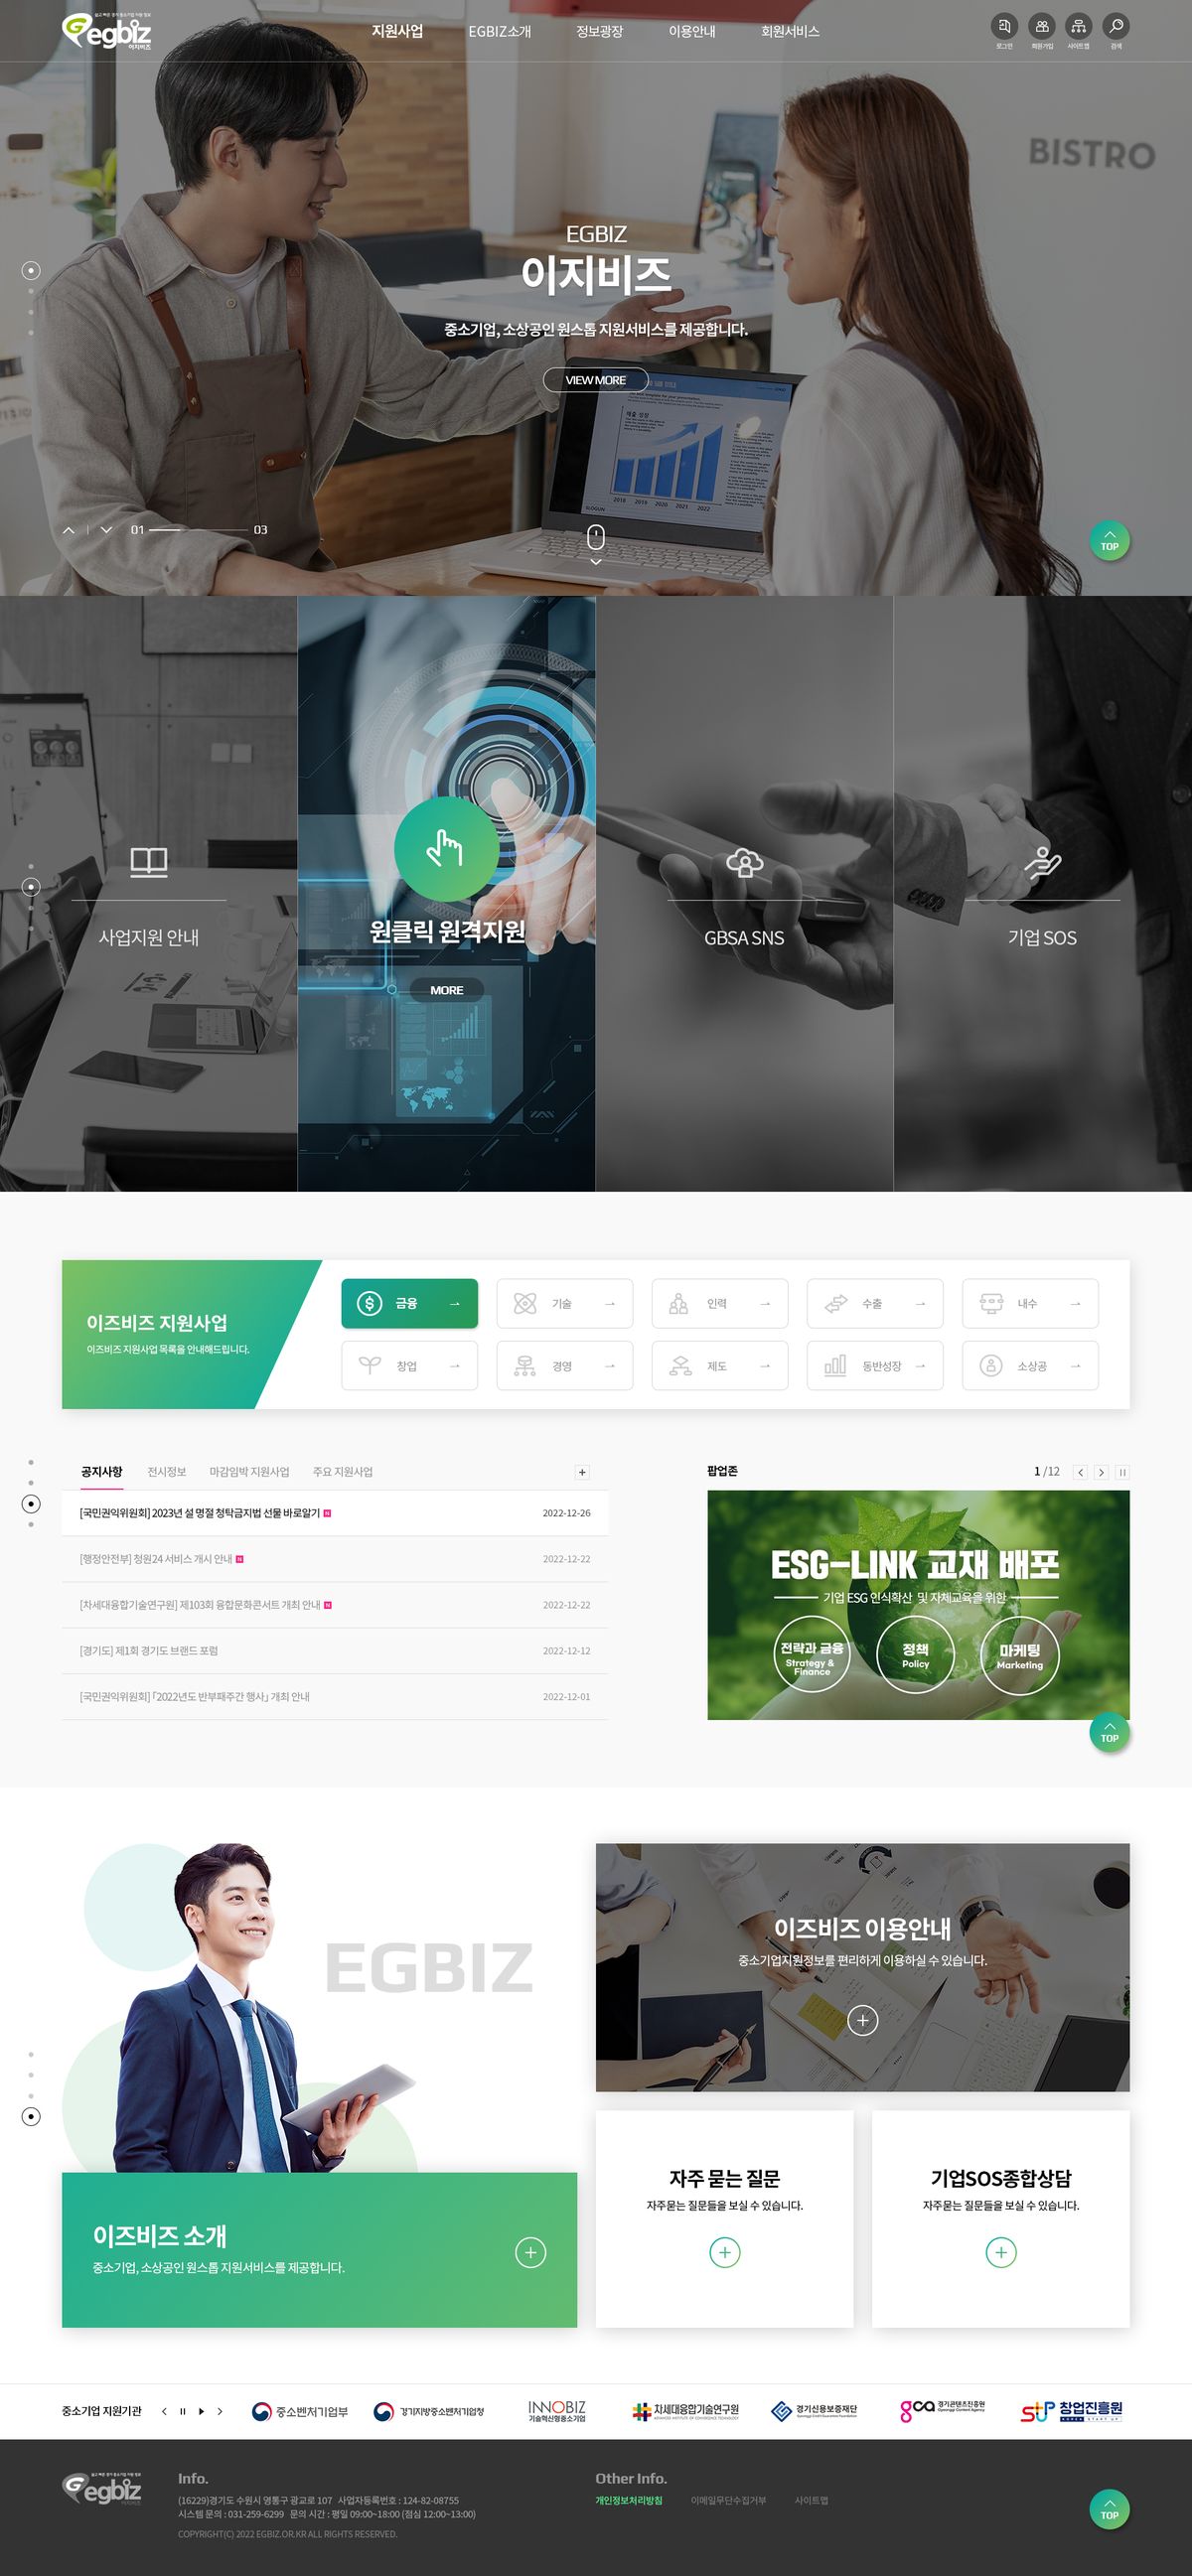 쉽고 빠른 경기 중소기업 지원 정보
egbiz
이지비즈
지원사업
EGBIZ소개
정보광장
이용안내
회원서비스
로그인
회원가입
사이트맵
검색
BISTRO
EGBIZ
이지비즈
중소기업, 소상공인 원스톱 지원서비스를 제공합니다.
VIEW MORE
2018 2019 2020 2021 2022
01
03
TOP
사업지원 안내
원클릭 원격지원
MORE
GBSA SNS
기업 SOS
이즈비즈 지원사업
이즈비즈 지원사업 목록을 안내해드립니다.
금융
기술
인력
수출
내수
창업
경영
제도
동반성장
소상공
공지사항
전시정보
마감임박 지원사업
주요 지원사업
[국민권익위원회] 2023년 설 명절 청탁금지법 선물 바로알기 N
2022-12-26
[행정안전부] 청원24 서비스 개시 안내 N
2022-12-22
[차세대융합기술연구원] 제103회 융합문화콘서트 개최 안내 N
2022-12-22
[경기도] 제1회 경기도 브랜드 포럼
2022-12-12
[국민권익위원회] 「2022년도 반부패주간 행사」 개최 안내
2022-12-01
팝업존
1 /12
ESG-LINK 교재 배포
기업 ESG 인식확산 및 자체교육을 위한
전략과 금융
Strategy &
Finance
정책
Policy
마케팅
Marketing
TOP
EGBIZ
이즈비즈 소개
중소기업, 소상공인 원스톱 지원서비스를 제공합니다.
이즈비즈 이용안내
중소기업지원정보를 편리하게 이용하실 수 있습니다.
자주 묻는 질문
자주묻는 질문들을 보실 수 있습니다.
기업SOS종합상담
자주묻는 질문들을 보실 수 있습니다.
중소기업 지원기관
중소벤처기업부
경기지방중소벤처기업청
INNOBIZ
기술혁신형중소기업
차세대융합기술연구원
경기신용보증재단
gca 경기콘텐츠진흥원
Gyeonggi Content Agency
창업진흥원
KOREA START UP
egbiz
이지비즈
Info.
(16229)경기도 수원시 영통구 광교로 107 사업자등록번호 : 124-82-08755
시스템 문의 : 031-259-6299 문의 시간 : 평일 09:00~18:00 (점심 12:00~13:00)
COPYRIGHT(C) 2022 EGBIZ.OR.KR ALL RIGHTS RESERVED.
Other Info.
개인정보처리방침
이메일무단수집거부
사이트맵
TOP